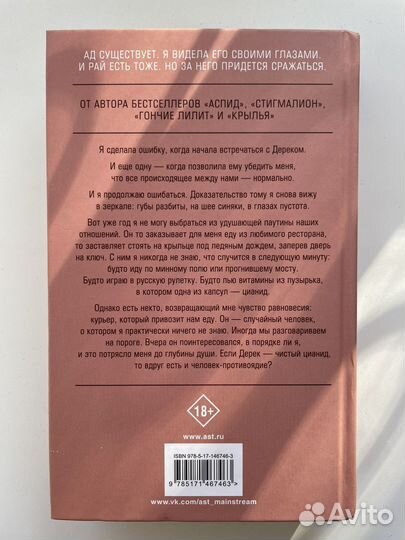 АД СУЩЕСТВУЕТ. Я ВИДЕЛА ЕГО СВОИМИ ГЛАЗАМИ.
И РАЙ ЕСТЬ ТОЖЕ. НО ЗА НЕГО ПРИДЕТСЯ СРАЖАТЬСЯ.
ОТ АВТОРА БЕСТСЕЛЛЕРОВ «АСПИД», «СТИГМАЛИОН»,
«ГОНЧИЕ ЛИЛИТ» И «КРЫЛЬЯ»
Я сделала ошибку, когда начала встречаться с Дереком.
И еще одну — когда позволила ему убедить меня,
что все происходящее между нами — нормально.
И я продолжаю ошибаться. Доказательство тому я снова вижу
в зеркале: губы разбиты, на шее синяки, в глазах пустота.
Вот уже год я не могу выбраться из удушающей паутины наших
отношений. Он то заказывает для меня еду из любимого ресторана,
то заставляет стоять на крыльце под ледяным дождем, заперев дверь
на ключ. С ним я никогда не знаю, что случится в следующую минуту:
будто иду по минному полю или прогнившему мосту.
Будто играю в русскую рулетку. Будто пью витамины из пузырька,
в котором одна из капсул — цианид.
Однако есть некто, возвращающий мне чувство равновесия:
курьер, который привозит нам еду. Он — случайный человек,
о котором я практически ничего не знаю. Иногда мы разговариваем
на пороге. Вчера он поинтересовался, в порядке ли я,
и это потрясло меня до глубины души. Если Дерек — чистый цианид,
то вдруг есть и человек-противоядие?
18+
www.ast.ru
ISBN 978-5-17-146746-3
9 785171 467463 >
www.vk.com/ast_mainstream
Avito